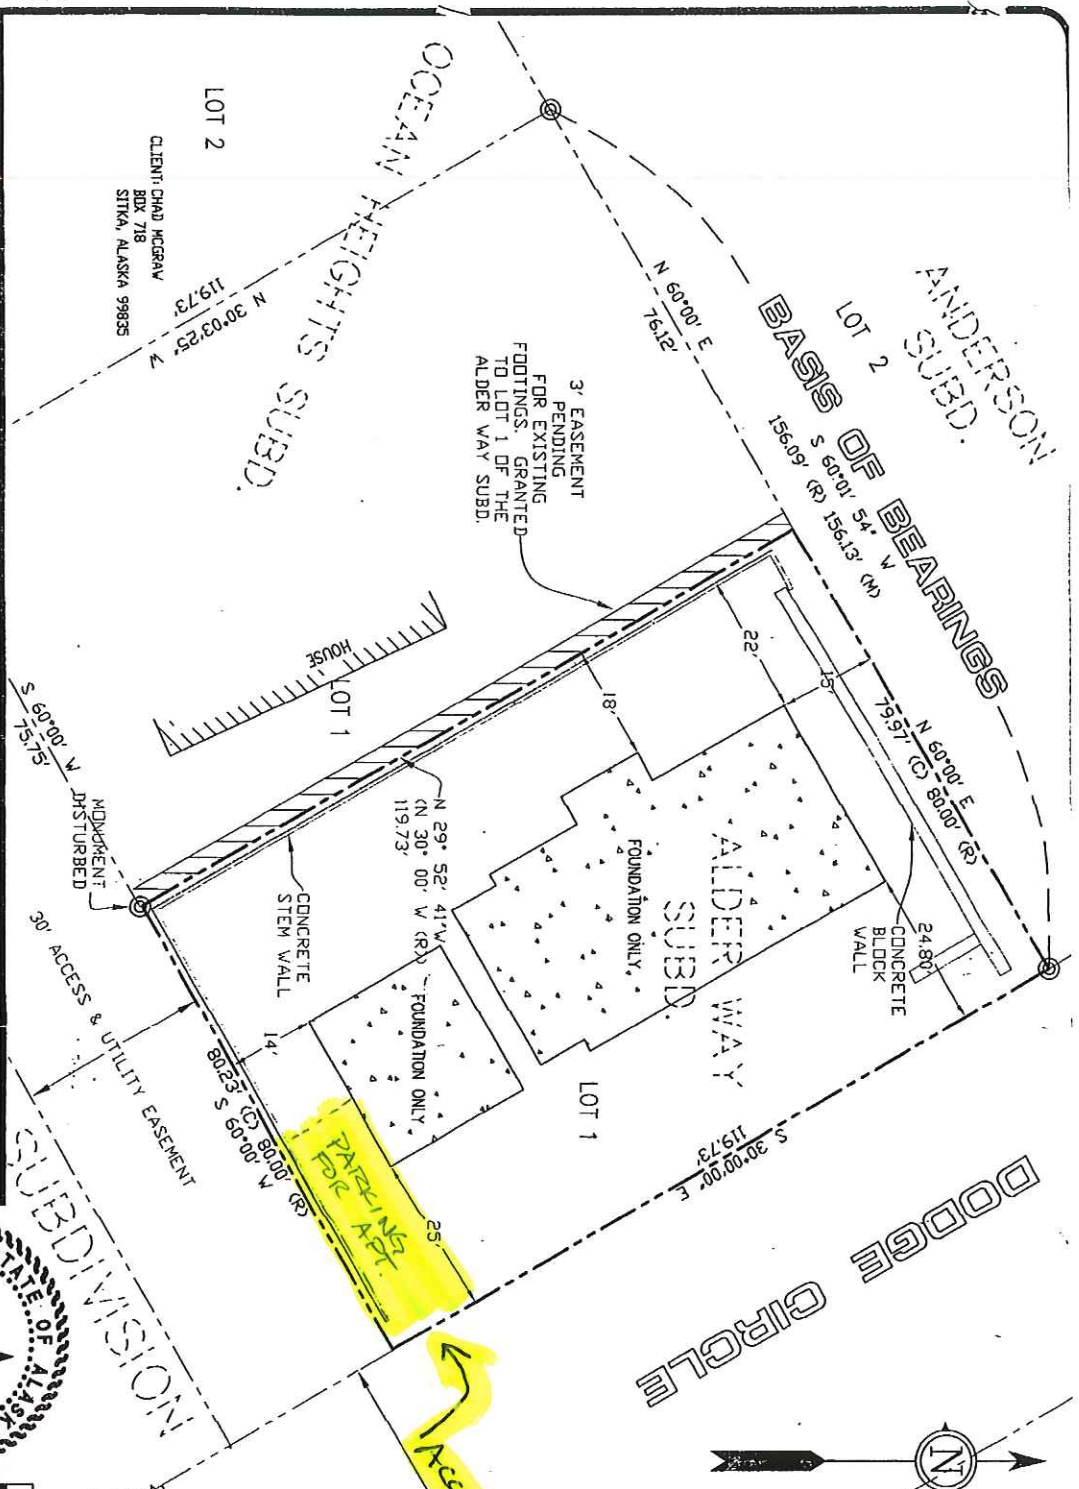 OCEAN HEIGHTS SUBD.
LOT 2
CLIENT: CHAD MCGRAW
BOX 718
SITKA, ALASKA 99835
N 30°03'25" W
119.73'
ANDERSON
SUBD.
LOT 2
BASIS OF BEARINGS
S 60°01' 54" W
156.09' (R) 156.13' (M)
N 60°00' E
76.12'
3' EASEMENT
PENDING
FOR EXISTING
FOOTINGS. GRANTED
TO LOT 1 OF THE
ALDER WAY SUBD.
N 60°00' E
79.97' (C) 80.00' (R)
22'
15'
18'
24.80'
CONCRETE
BLOCK
WALL
HOUSE
LOT 1
ALDER WAY
SUBD.
FOUNDATION ONLY
N 29° 52' 41"W
(N 30° 00' W (R)
119.73'
FOUNDATION ONLY
CONCRETE
STEM WALL
LOT 1
S 30°00'00" E
119.73'
S 60°00' W
75.75'
MONUMENT
DISTURBED
14'
80.23' (C) 80.00' (R)
S 60°00' W
30' ACCESS & UTILITY EASEMENT
PARKING
FOR APT.
25'
DODGE CIRCLE
SUBDIVISION
N
STATE OF ALASK